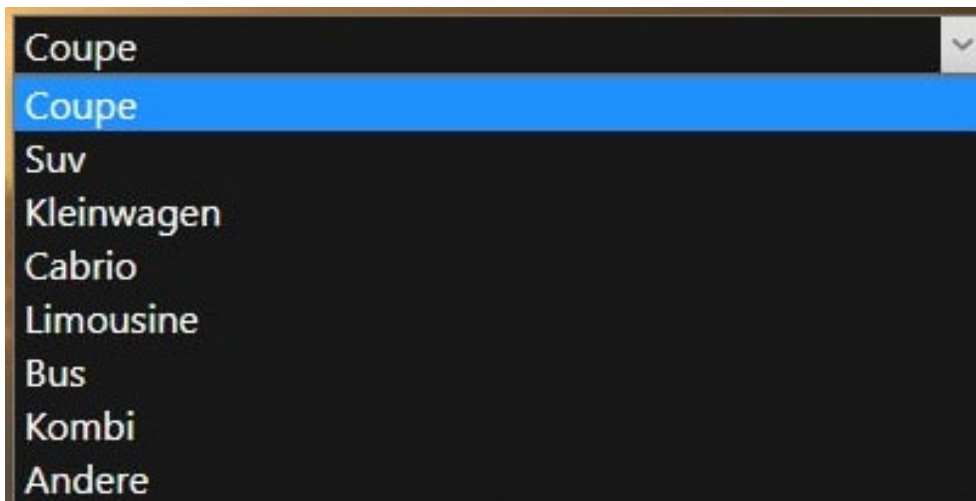 Coupe
Coupe
Suv
Kleinwagen
Cabrio
Limousine
Bus
Kombi
Andere